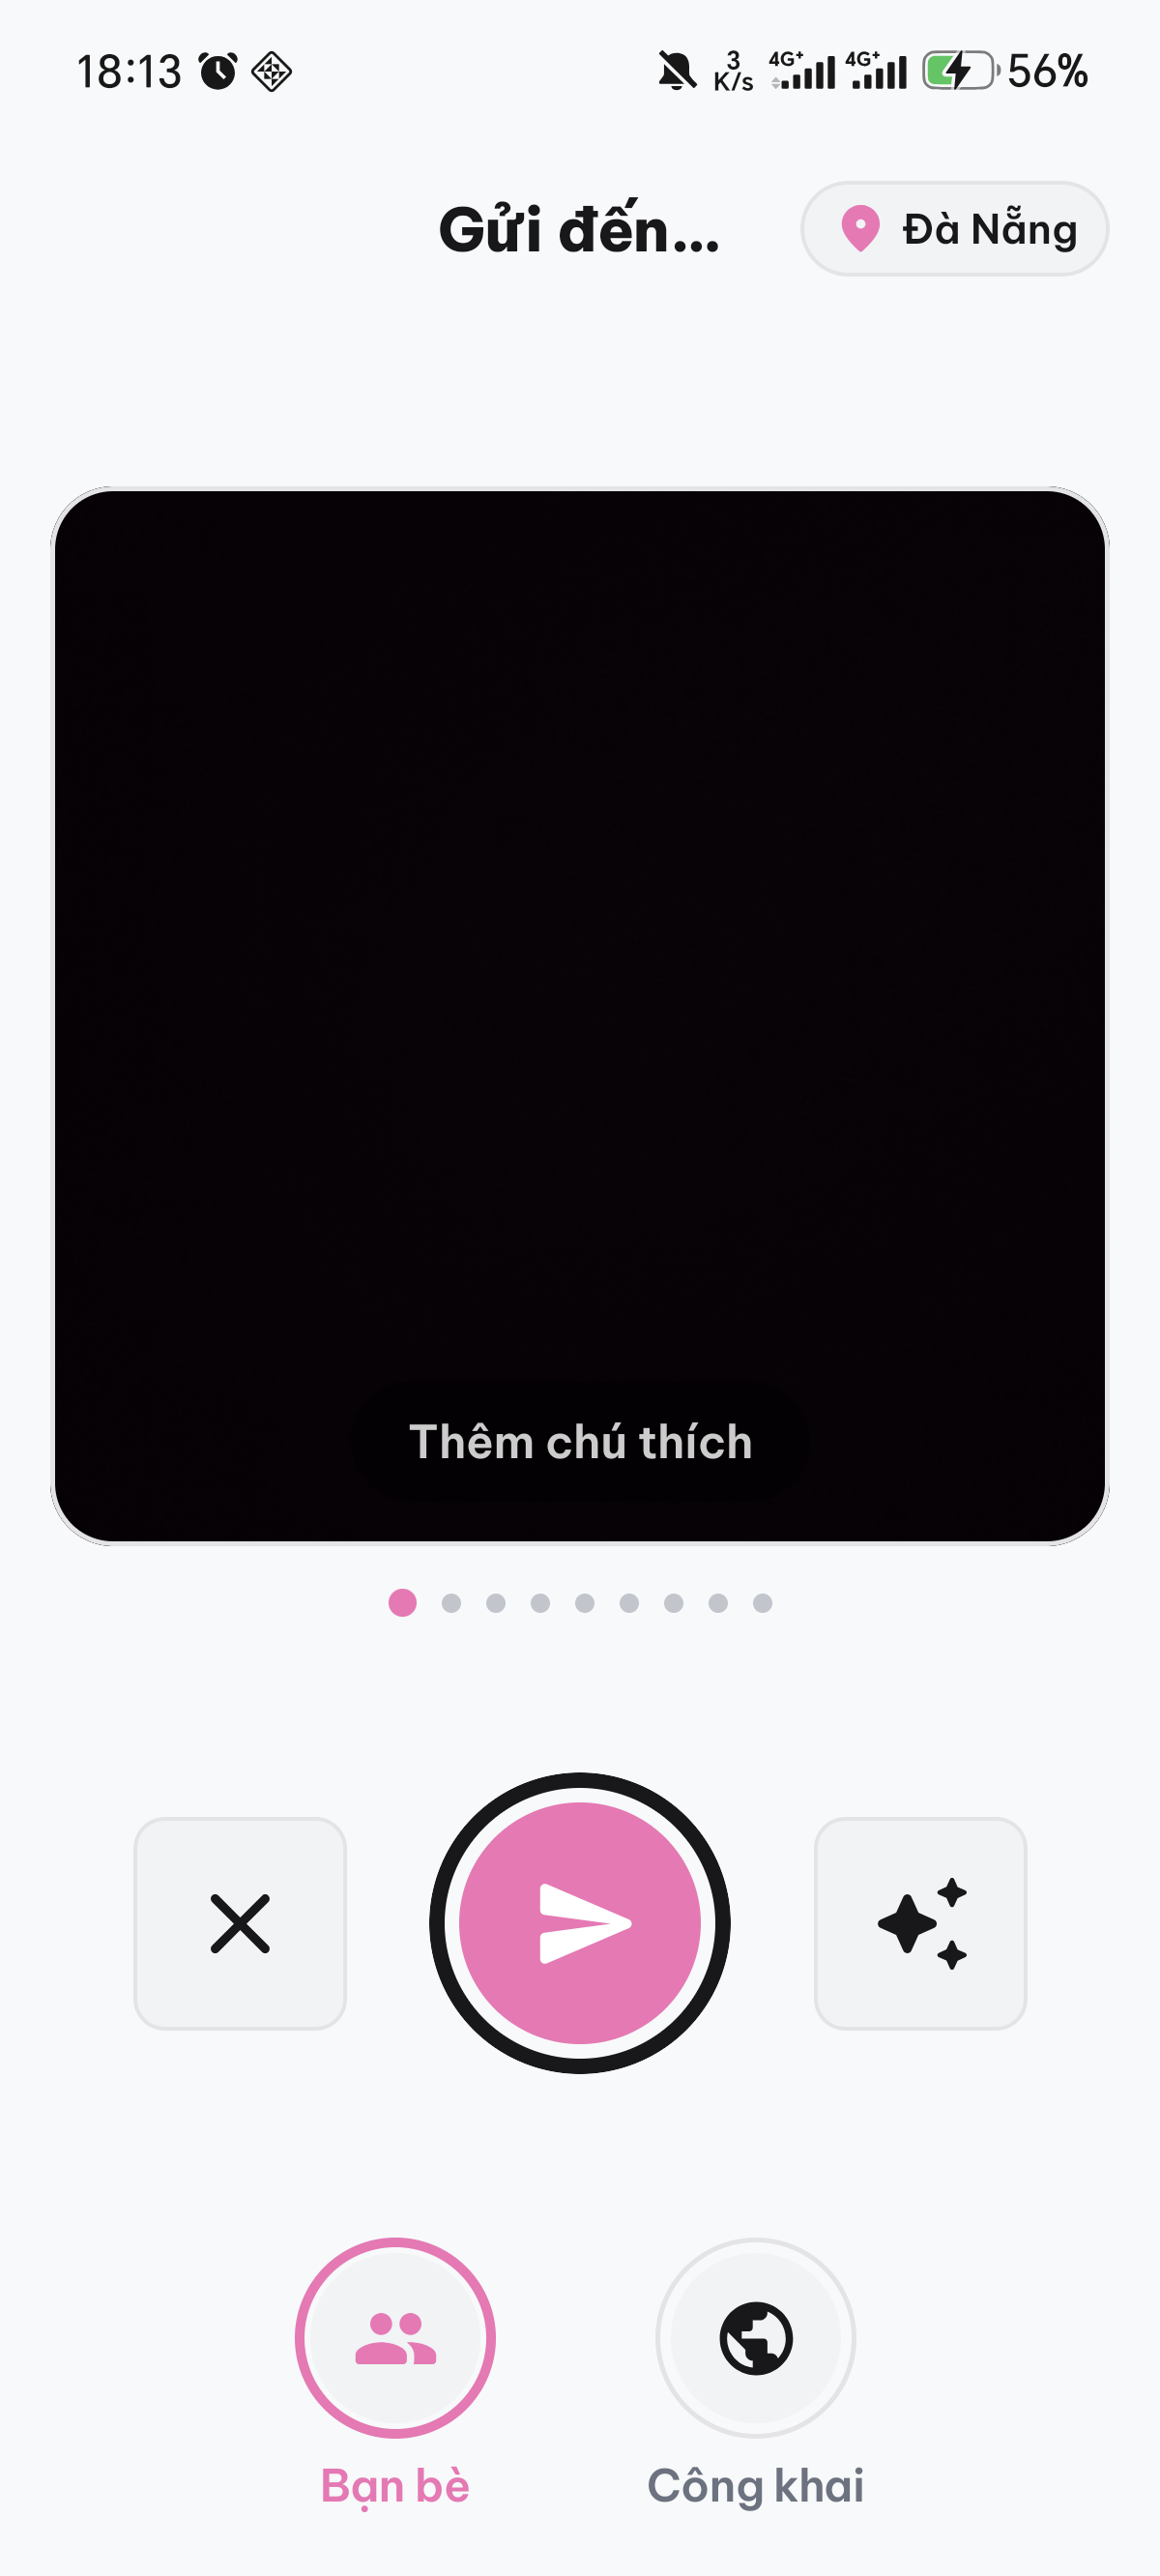 18:13
3
K/s
4G+
4G+
56%
Gửi đến...
Đà Nẵng
Thêm chú thích
Bạn bè
Công khai